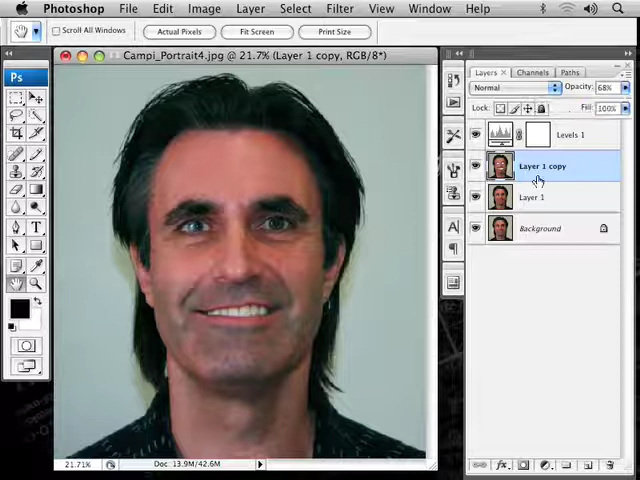 Photoshop File Edit Image Layer Select Filter View Window Help
Scroll All Windows Actual Pixels Fit Screen Print Size
Campi_Portrait4.jpg @ 21.7% (Layer 1 copy, RGB/8*)
Ps
Layers × Channels Paths
Normal Opacity: 68%
Lock: Fill: 100%
Levels 1
Layer 1 copy
Layer 1
Background
T
A
fx
21.71% Doc: 13.9M/42.6M